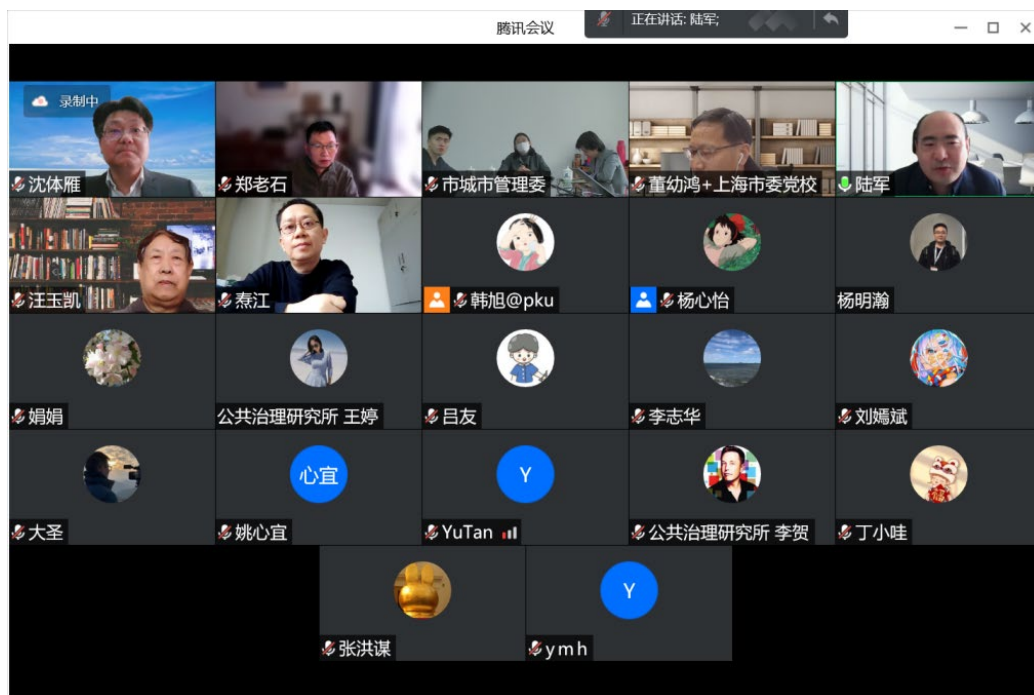 腾讯会议
正在讲话: 陆军;
录制中
沈体雁
郑老石
市城市管理委
董幼鸿+上海市委党校
陆军
汪玉凯
焘江
韩旭@pku
杨心怡
杨明瀚
娟娟
公共治理研究所 王婷
吕友
李志华
刘嫣斌
大圣
心宜
姚心宜
Y
YuTan
公共治理研究所 李贺
丁小哇
张洪谋
Y
ymh